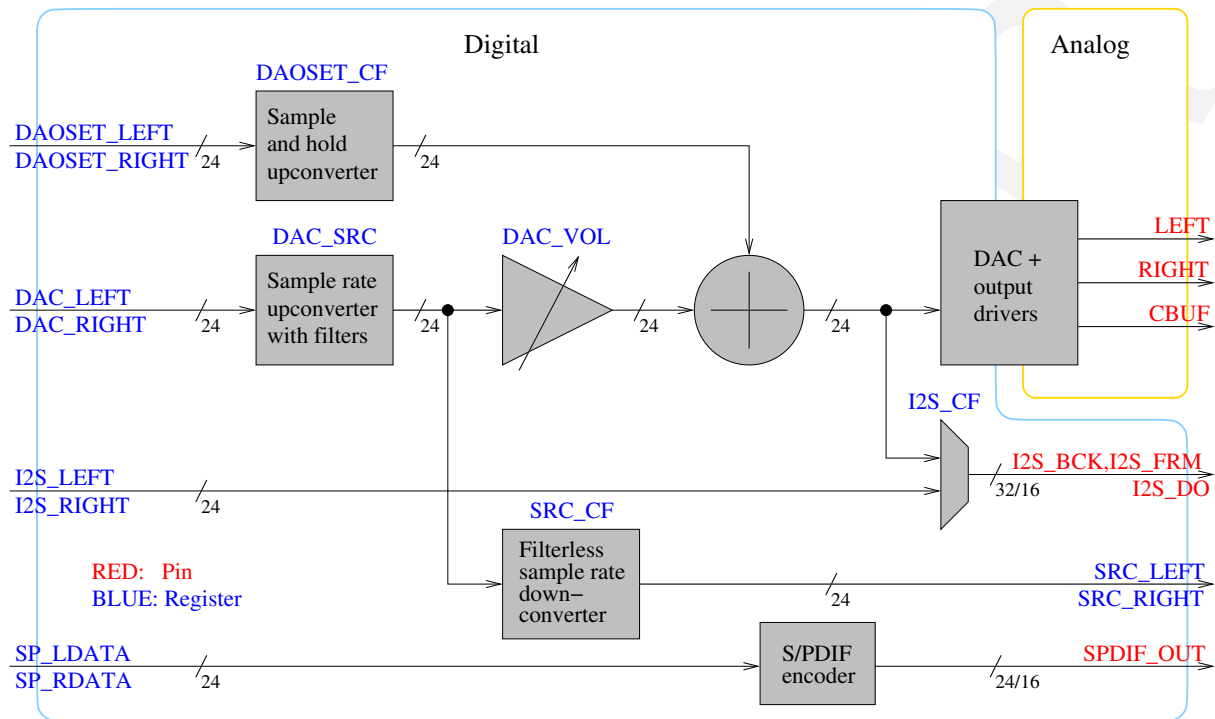 Digital
Analog
DAOSET_CF
DAOSET_LEFT
DAOSET_RIGHT
24
Sample
and hold
upconverter
24
DAC_SRC
DAC_VOL
DAC_LEFT
DAC_RIGHT
24
Sample rate
upconverter
with filters
24
24
24
DAC +
output
drivers
LEFT
RIGHT
CBUF
I2S_CF
I2S_LEFT
I2S_RIGHT
24
32/16
I2S_BCK,I2S_FRM
I2S_DO
SRC_CF
Filterless
sample rate
down-
converter
24
SRC_LEFT
SRC_RIGHT
RED: Pin
BLUE: Register
SP_LDATA
SP_RDATA
24
S/PDIF
encoder
24/16
SPDIF_OUT